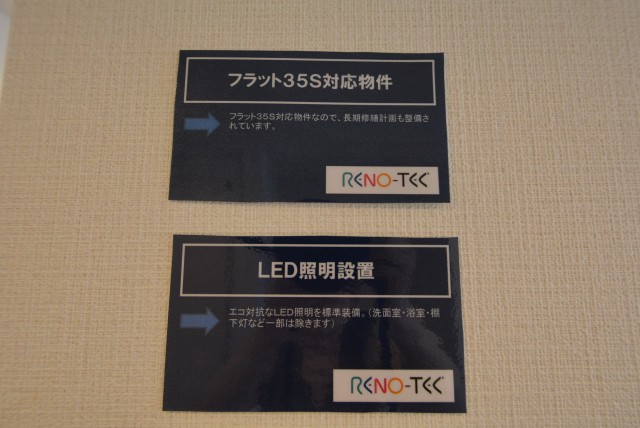 フラット35S対応物件
フラット35S対応物件なので、長期修繕計画も整備さ
れています。
RENO-TEC
LED照明設置
エコ対抗なLED照明を標準装備。(洗面室・浴室・棚
下灯など一部は除きます)
RENO-TEC